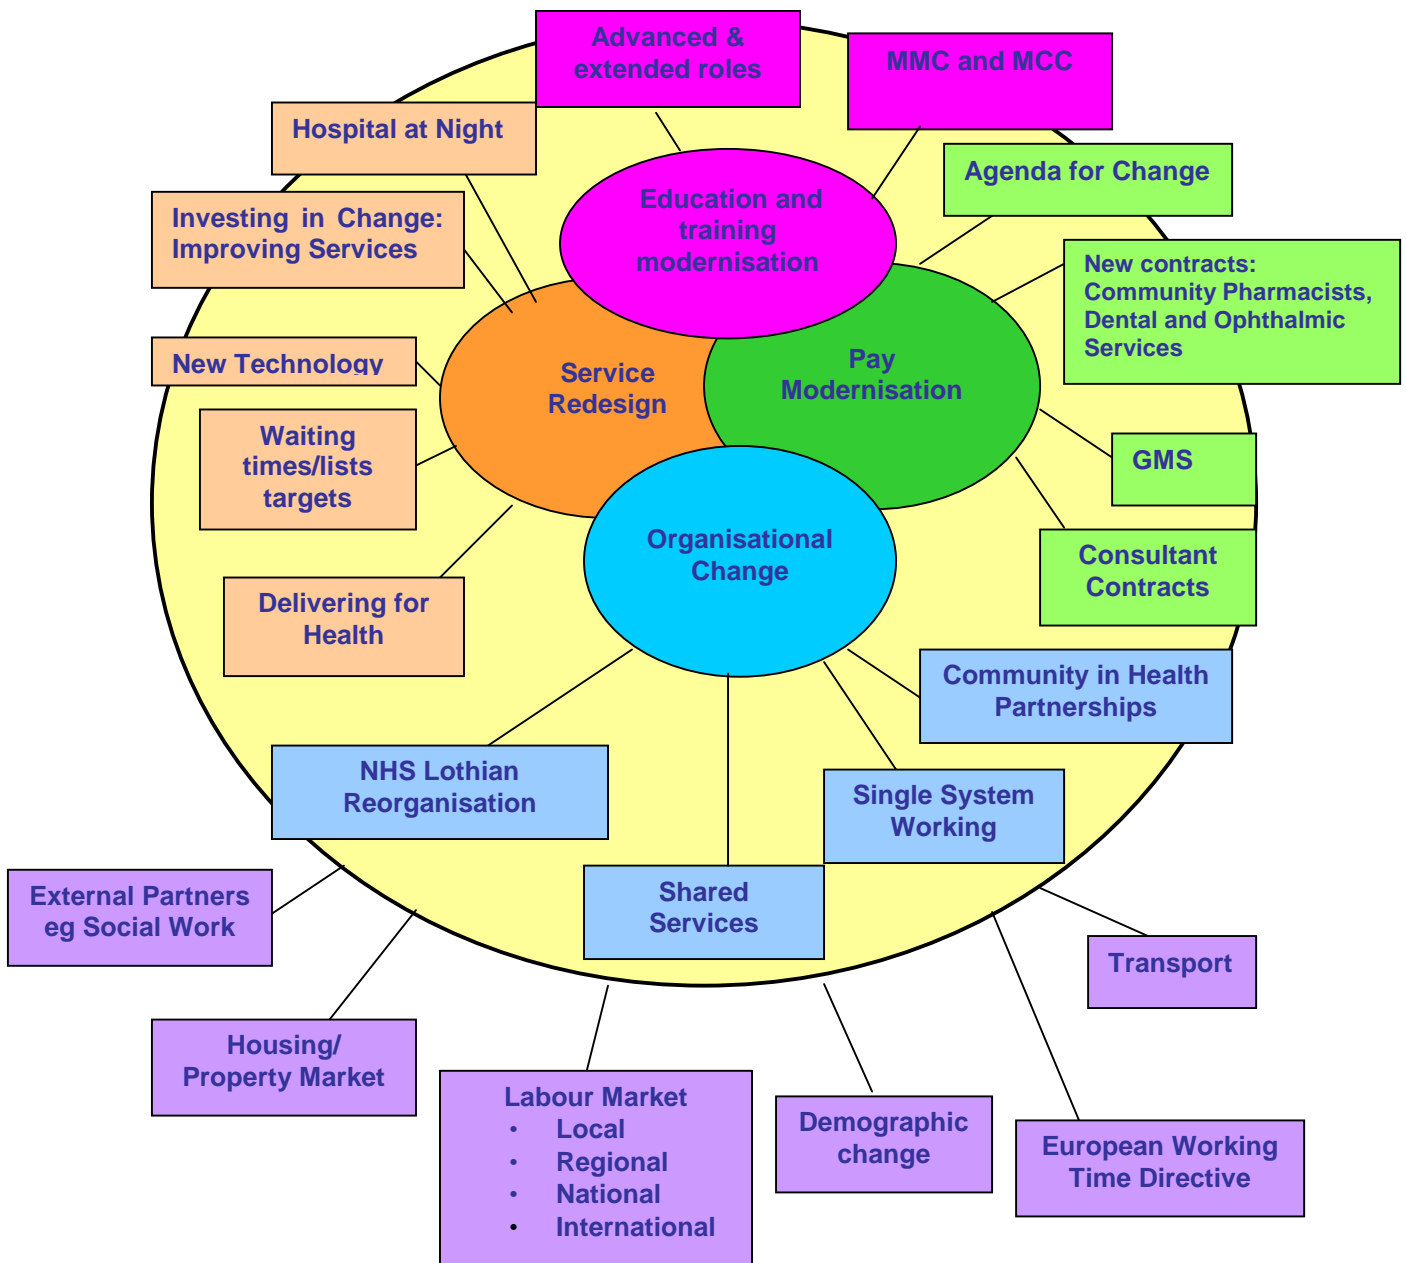 Advanced &
extended roles
MMC and MCC
Hospital at Night
Agenda for Change
Investing in Change:
Improving Services
Education and
training
modernisation
New contracts:
Community Pharmacists,
Dental and Ophthalmic
Services
New Technology
Service
Redesign
Pay
Modernisation
Waiting
times/lists
targets
GMS
Organisational
Change
Consultant
Contracts
Delivering for
Health
Community in Health
Partnerships
NHS Lothian
Reorganisation
Single System
Working
External Partners
eg Social Work
Shared
Services
Transport
Housing/
Property Market
Labour Market
• Local
• Regional
• National
• International
Demographic
change
European Working
Time Directive